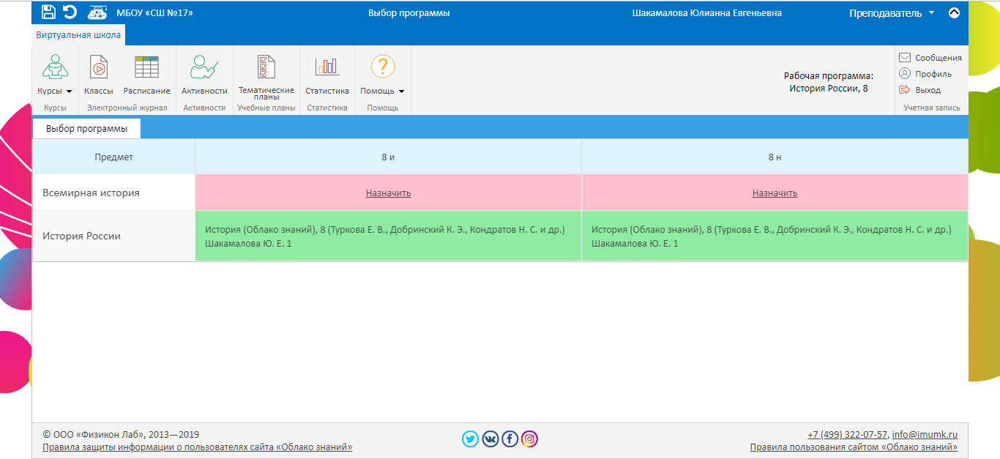 МБОУ «СШ №17» Выбор программы Шакамалова Юлианна Евгеньевна Преподаватель
Виртуальная школа
Курсы Классы Расписание Активности Тематические планы Статистика Помощь
Курсы Электронный журнал Активности Учебные планы Статистика Помощь
Рабочая программа:
История России, 8
Сообщения
Профиль
Выход
Учетная запись
Выбор программы
Предмет 8 и 8 н
Всемирная история Назначить Назначить
История России
История (Облако знаний), 8 (Туркова Е. В., Добринский К. Э., Кондратов Н. С. и др.)
Шакамалова Ю. Е. 1
История (Облако знаний), 8 (Туркова Е. В., Добринский К. Э., Кондратов Н. С. и др.)
Шакамалова Ю. Е. 1
© ООО «Физикон Лаб», 2013—2019
Правила защиты информации о пользователях сайта «Облако знаний»
+7 (499) 322-07-57, info@imumk.ru
Правила пользования сайтом «Облако знаний»